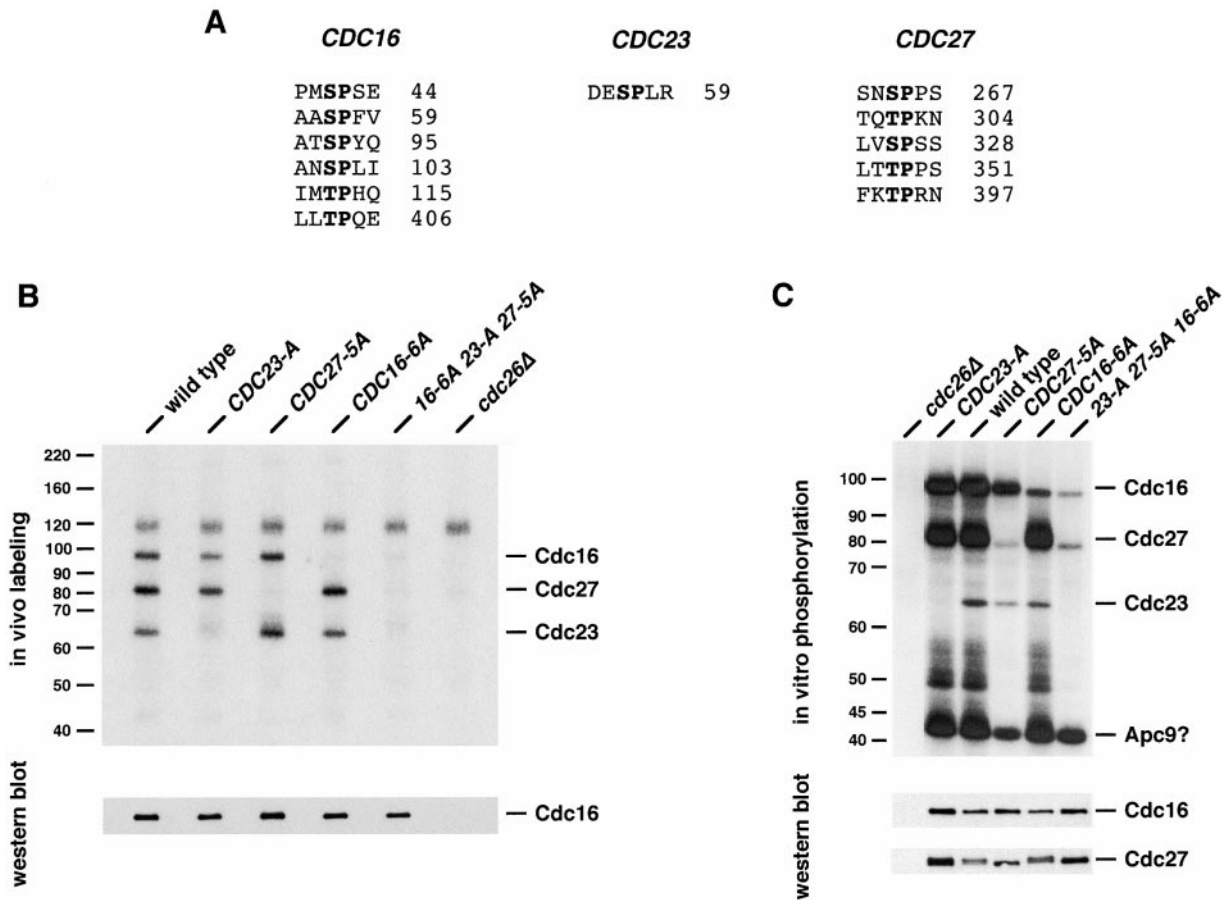 A
CDC16
CDC23
CDC27
PMSPSE 44
AASPFV 59
ATSPYQ 95
ANSPLI 103
IMTPHQ 115
LLTPQE 406
DESPLR 59
SNSPPS 267
TQTPKN 304
LVSPSS 328
LTTPPS 351
FKTPRN 397
B
wild type
CDC23-A
CDC27-5A
CDC16-6A
16-6A 23-A 27-5A
cdc26Δ
in vivo labeling
220
160
120
100
90
80
70
60
50
40
Cdc16
Cdc27
Cdc23
western blot
Cdc16
C
cdc26Δ
CDC23-A
wild type
CDC27-5A
CDC16-6A
23-A 27-5A 16-6A
in vitro phosphorylation
100
90
80
70
60
50
45
40
Cdc16
Cdc27
Cdc23
Apc9?
western blot
Cdc16
Cdc27